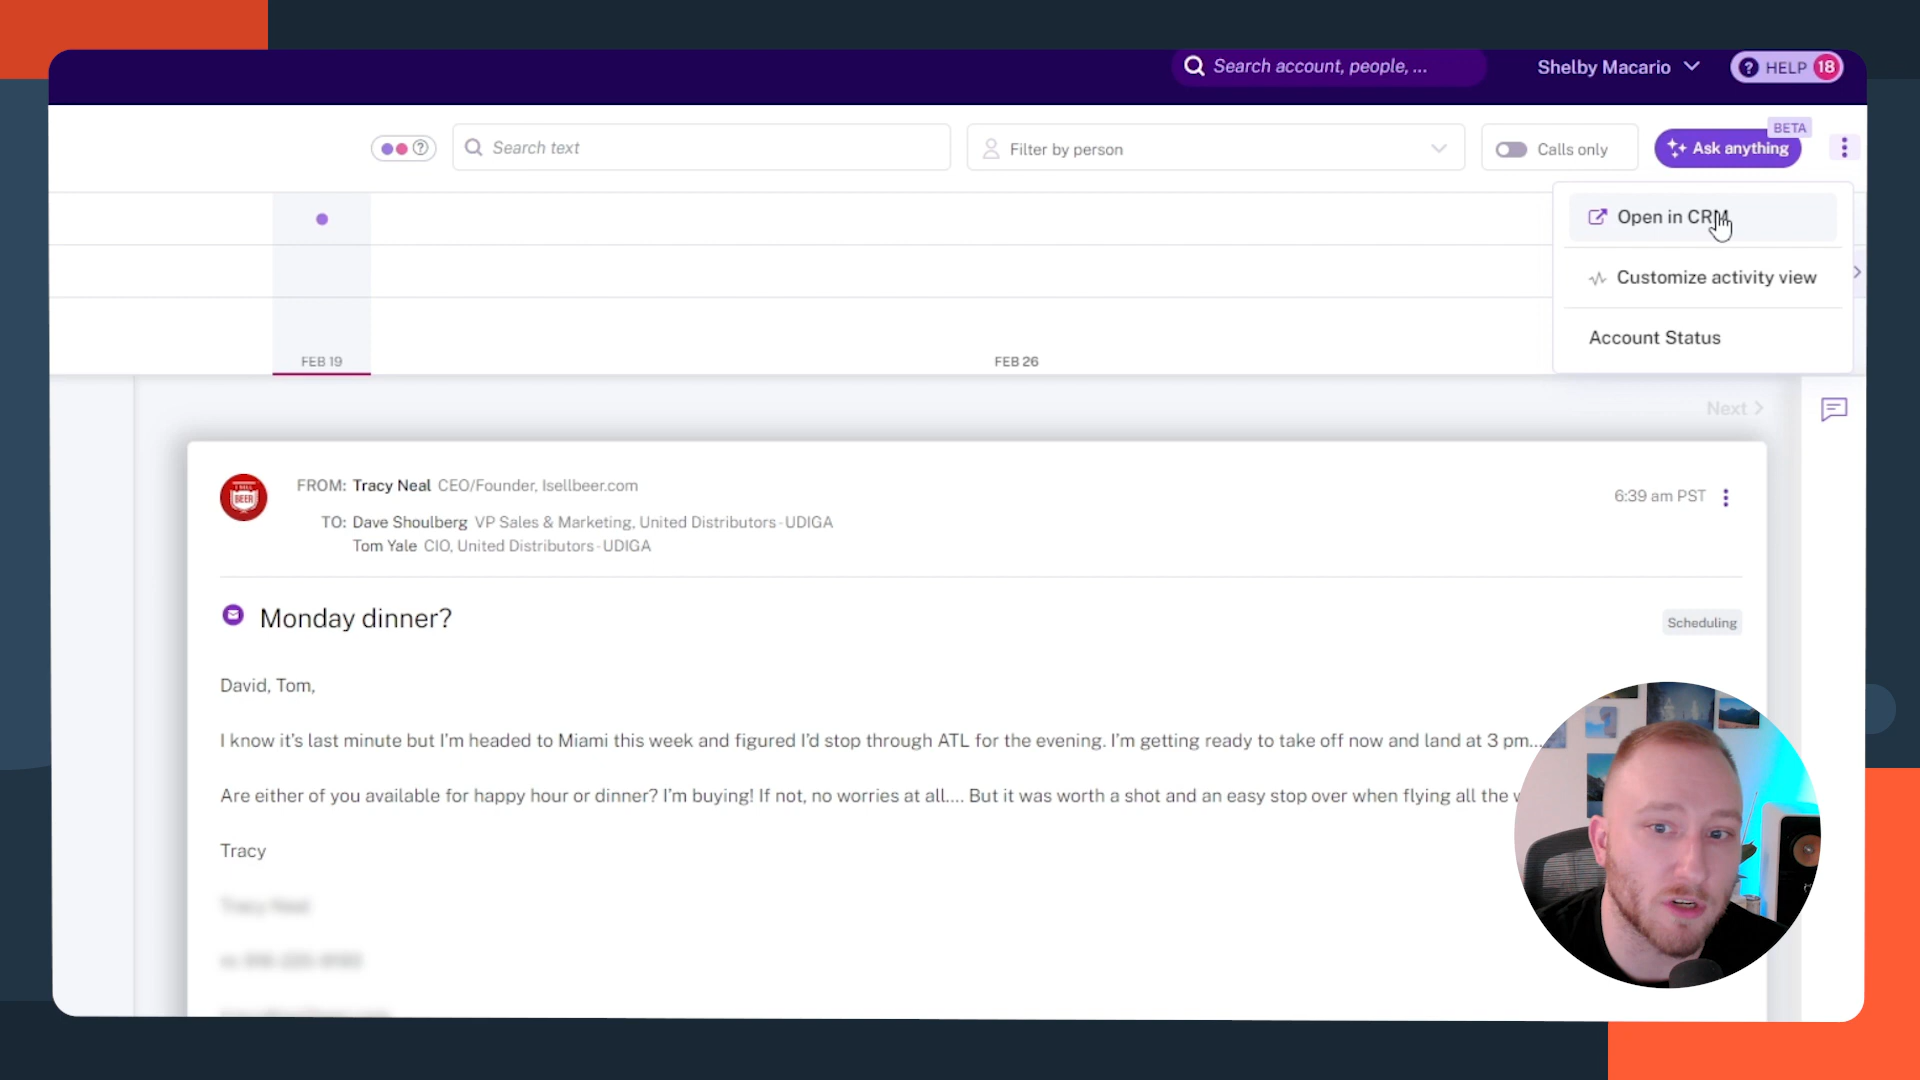 Search account, people, ...
Shelby Macario
HELP 18
Search text
Filter by person
Calls only
BETA
Ask anything
Open in CRM
Customize activity view
Account Status
FEB 19
FEB 26
Next
BEER
FROM: Tracy Neal CEO/Founder, Isellbeer.com
6:39 am PST
TO: Dave Shoulberg VP Sales & Marketing, United Distributors - UDIGA
Tom Yale CIO, United Distributors - UDIGA
Monday dinner?
Scheduling
David, Tom,
I know it's last minute but I'm headed to Miami this week and figured I'd stop through ATL for the evening. I'm getting ready to take off now and land at 3 pm...
Are either of you available for happy hour or dinner? I'm buying! If not, no worries at all.... But it was worth a shot and an easy stop over when flying all the
Tracy